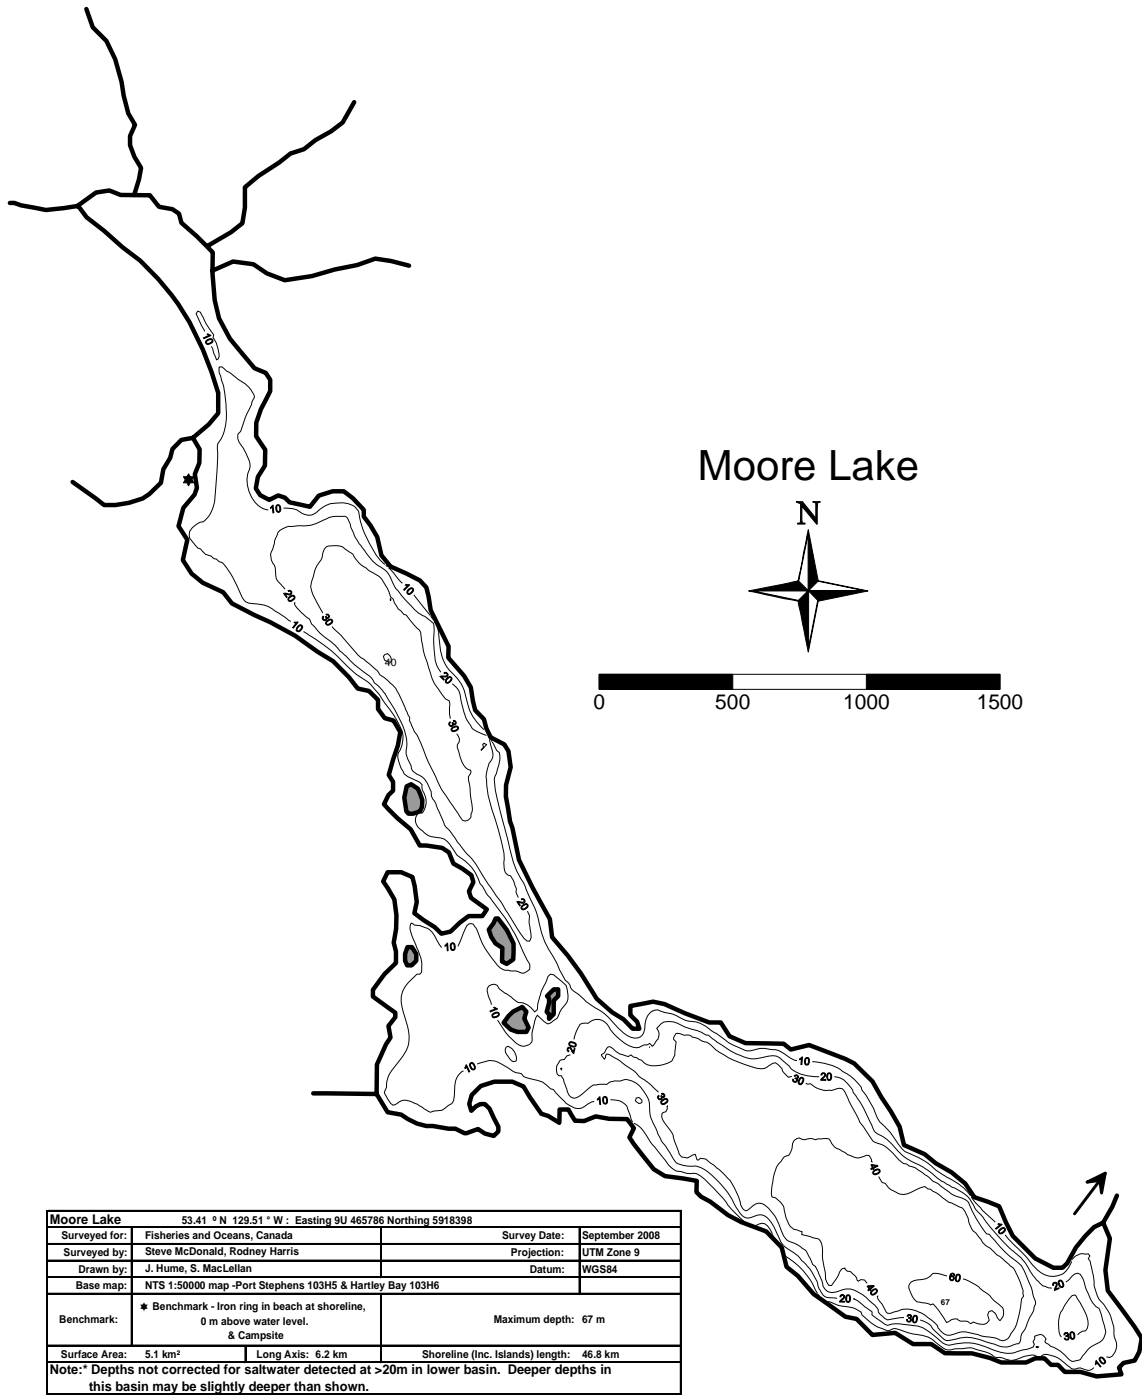 Moore Lake
N
0 500 1000 1500
10
10
10
20
30
10
40
20
30
20
10
10
20
10
10
30
10
20
30
40
10
60
67
40
20
30
20
30
10
Moore Lake 53.41 º N 129.51 ° W : Easting 9U 465786 Northing 5918398
Surveyed for: Fisheries and Oceans, Canada Survey Date: September 2008
Surveyed by: Steve McDonald, Rodney Harris Projection: UTM Zone 9
Drawn by: J. Hume, S. MacLellan Datum: WGS84
Base map: NTS 1:50000 map -Port Stephens 103H5 & Hartley Bay 103H6
Benchmark: ✶ Benchmark - Iron ring in beach at shoreline,
0 m above water level.
& Campsite
Maximum depth: 67 m
Surface Area: 5.1 km² Long Axis: 6.2 km Shoreline (Inc. Islands) length: 46.8 km
Note:* Depths not corrected for saltwater detected at >20m in lower basin. Deeper depths in
this basin may be slightly deeper than shown.